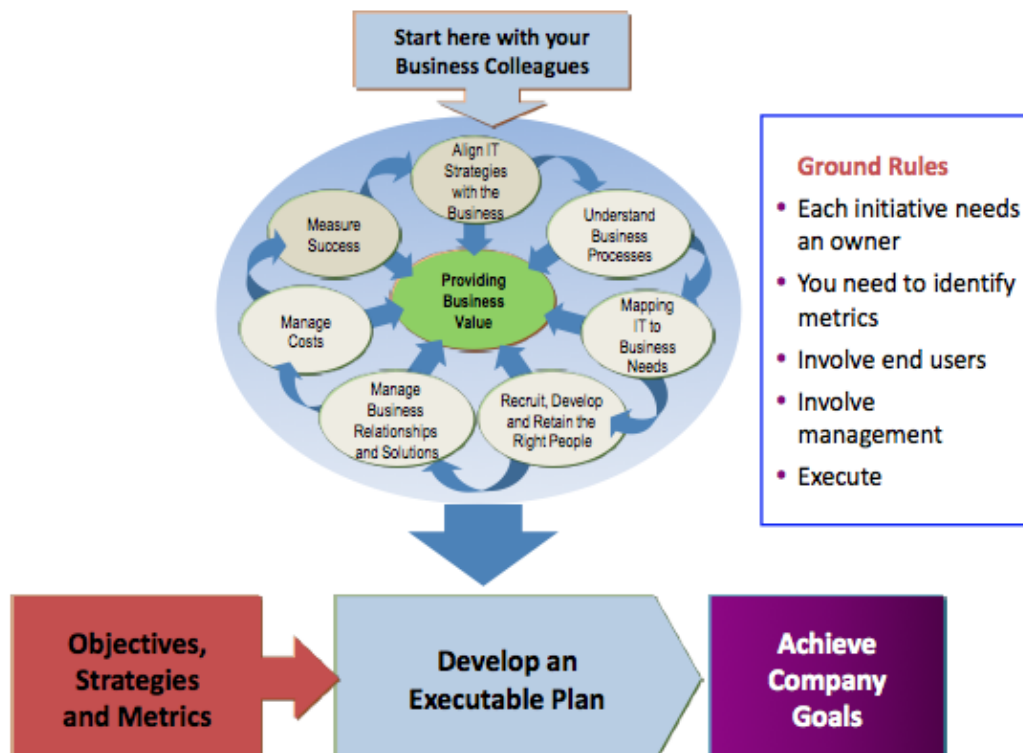 Start here with your
Business Colleagues
Align IT
Strategies
with the
Business
Understand
Business
Processes
Mapping
IT to
Business
Needs
Recruit, Develop
and Retain the
Right People
Manage
Business
Relationships
and Solutions
Manage
Costs
Measure
Success
Providing
Business
Value
Ground Rules
• Each initiative needs
an owner
• You need to identify
metrics
• Involve end users
• Involve
management
• Execute
Objectives,
Strategies
and Metrics
Develop an
Executable Plan
Achieve
Company
Goals